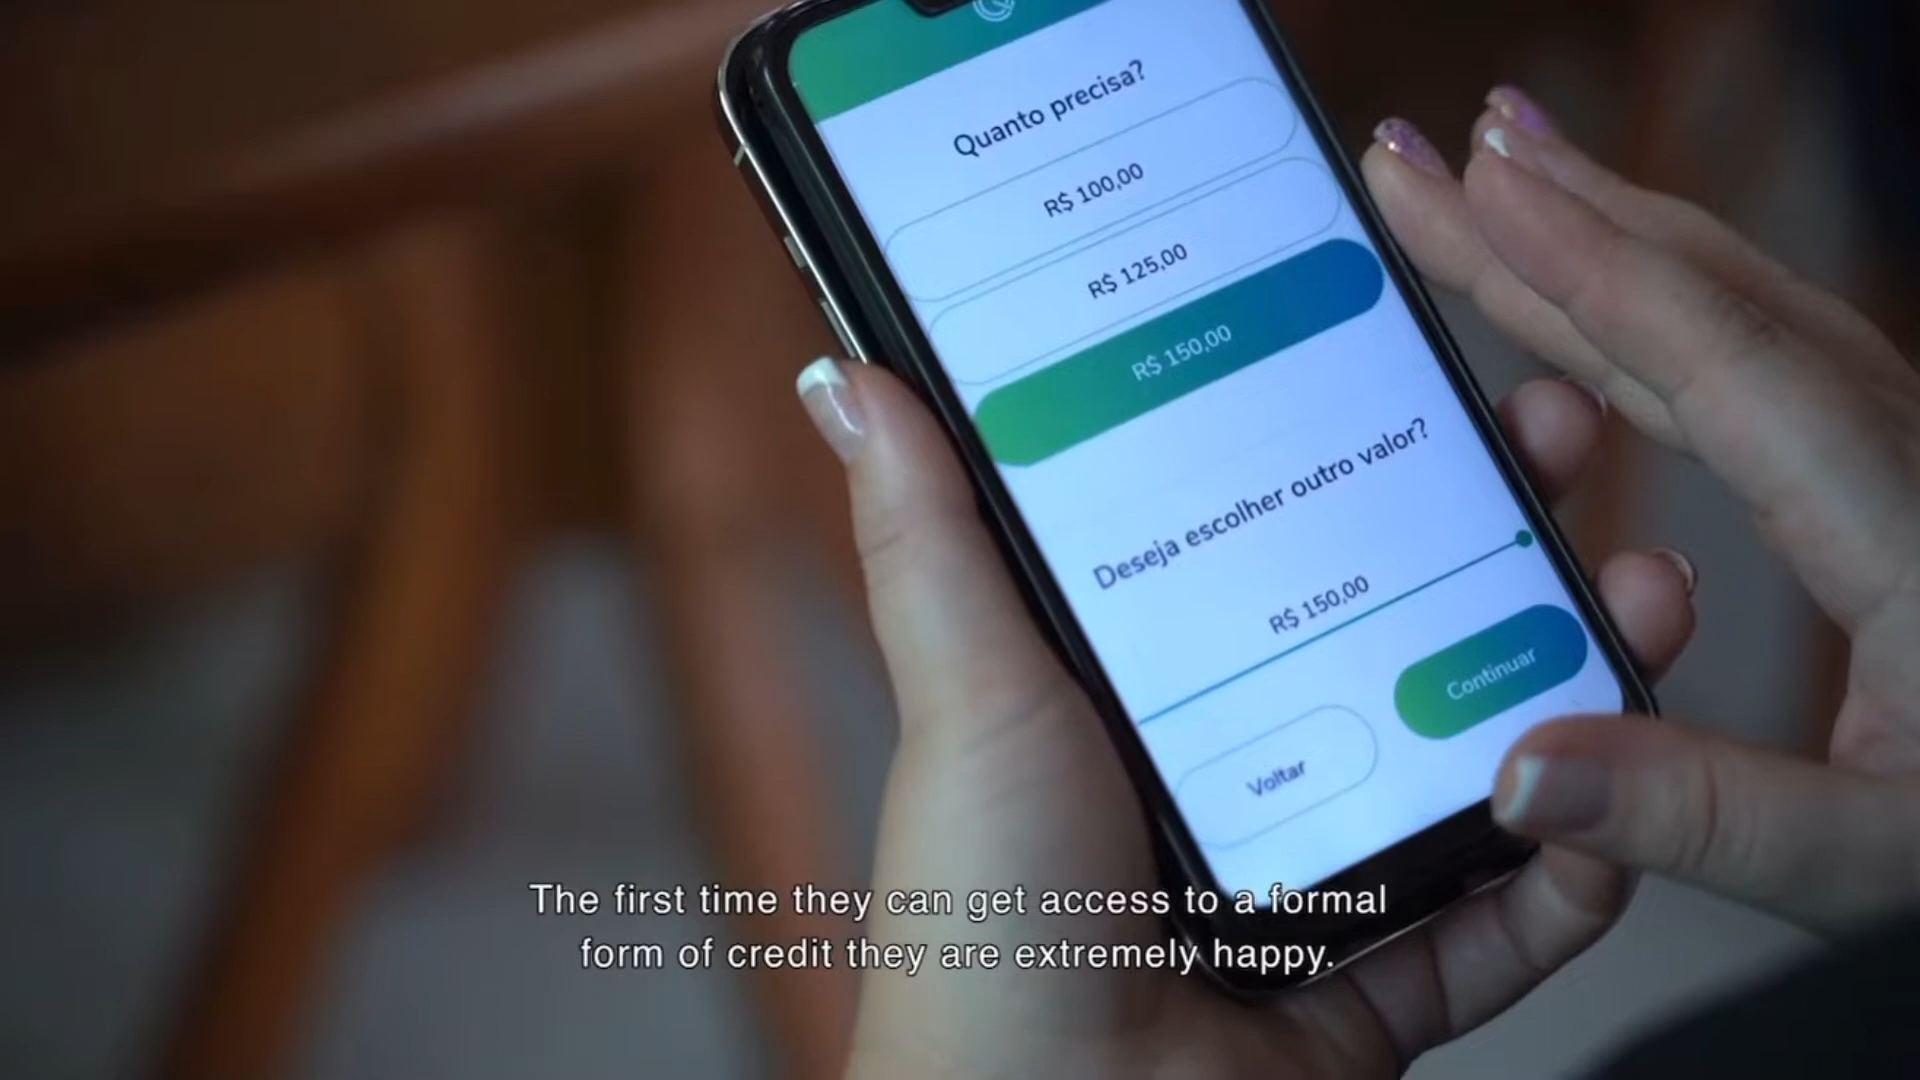 Quanto precisa?
R$ 100,00
R$ 125,00
R$ 150,00
Deseja escolher outro valor?
R$ 150,00
Voltar
Continuar
The first time they can get access to a formal
form of credit they are extremely happy.